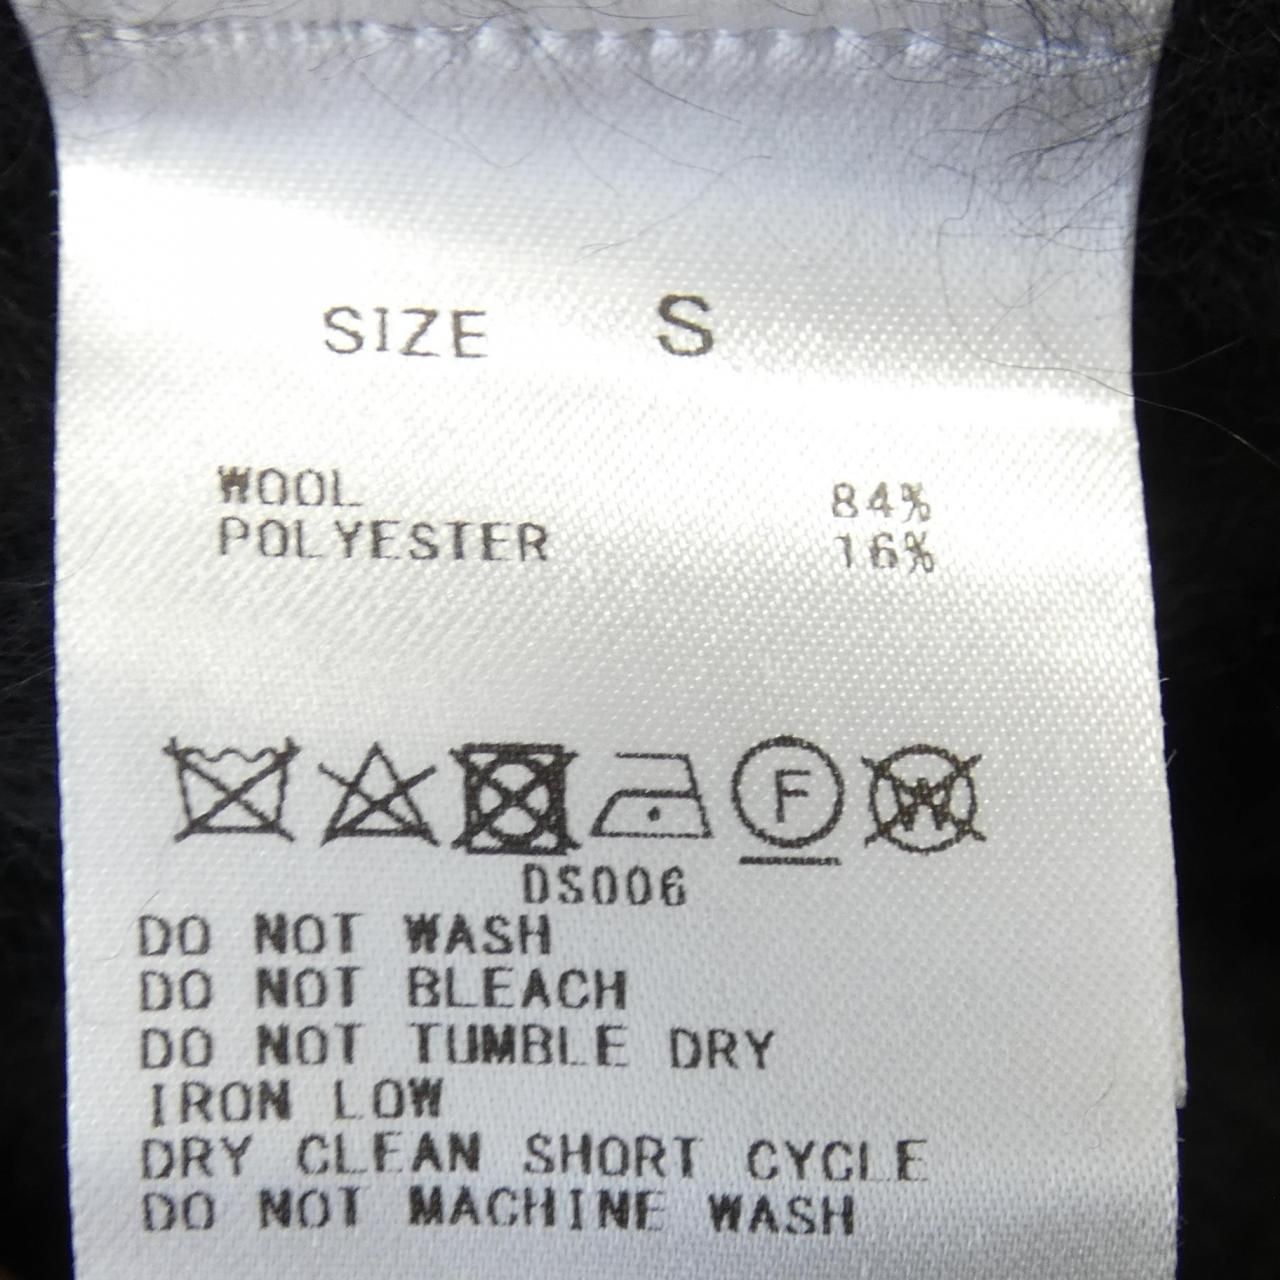 SIZE S
WOOL 84%
POLYESTER 16%
F W
DS006
DO NOT WASH
DO NOT BLEACH
DO NOT TUMBLE DRY
IRON LOW
DRY CLEAN SHORT CYCLE
DO NOT MACHINE WASH